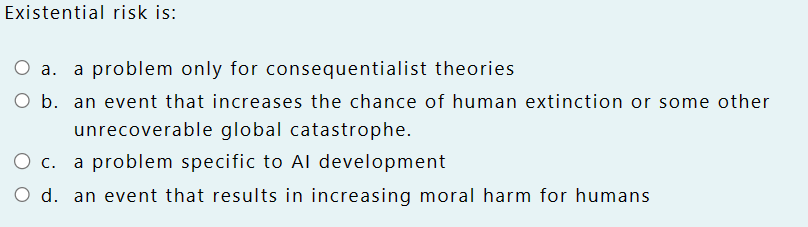 Existential risk is:
a. a problem only for consequentialist theories
b. an event that increases the chance of human extinction or some other
unrecoverable global catastrophe.
c. a problem specific to AI development
d. an event that results in increasing moral harm for humans